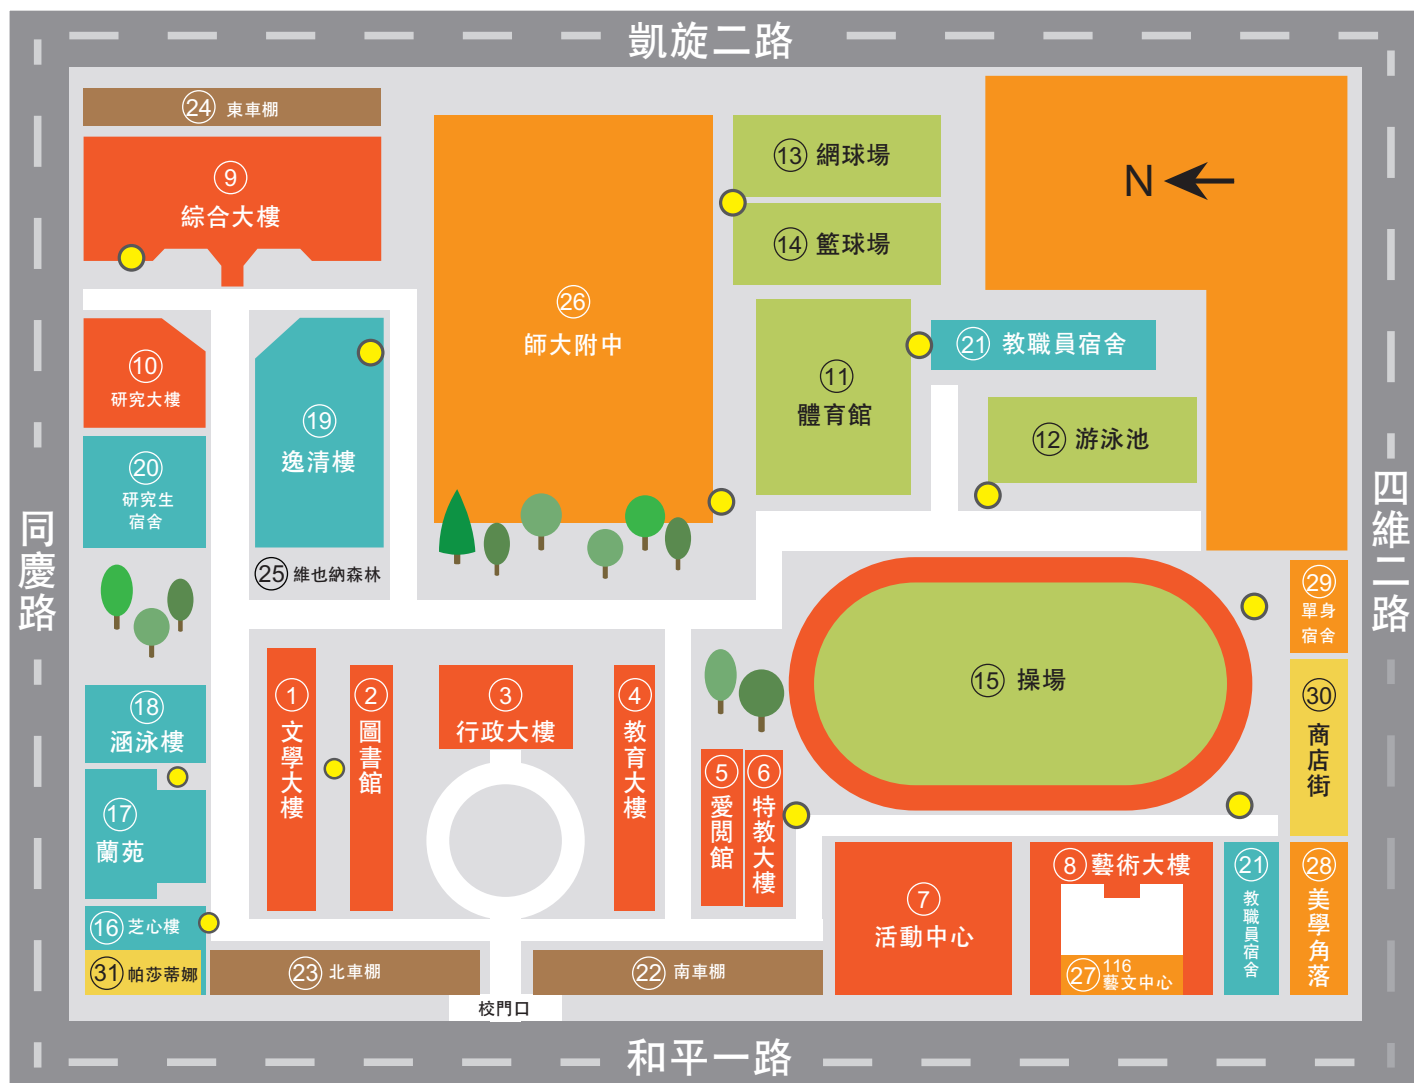 凱旋二路
24 東車棚
9
綜合大樓
13 網球場
14 籃球場
N
26
師大附中
10
研究大樓
19
逸清樓
11
體育館
21 教職員宿舍
12 游泳池
20
研究生
宿舍
25 維也納森林
同慶路
四維二路
29
單身
宿舍
15 操場
30
商店街
18
涵泳樓
17
蘭苑
1
文學大樓
2
圖書館
3
行政大樓
4
教育大樓
5
愛閱館
6
特教大樓
7
活動中心
8 藝術大樓
27 116
藝文中心
21
教職員宿舍
28
美學角落
16 芝心樓
31 帕莎蒂娜
23 北車棚
22 南車棚
校門口
和平一路